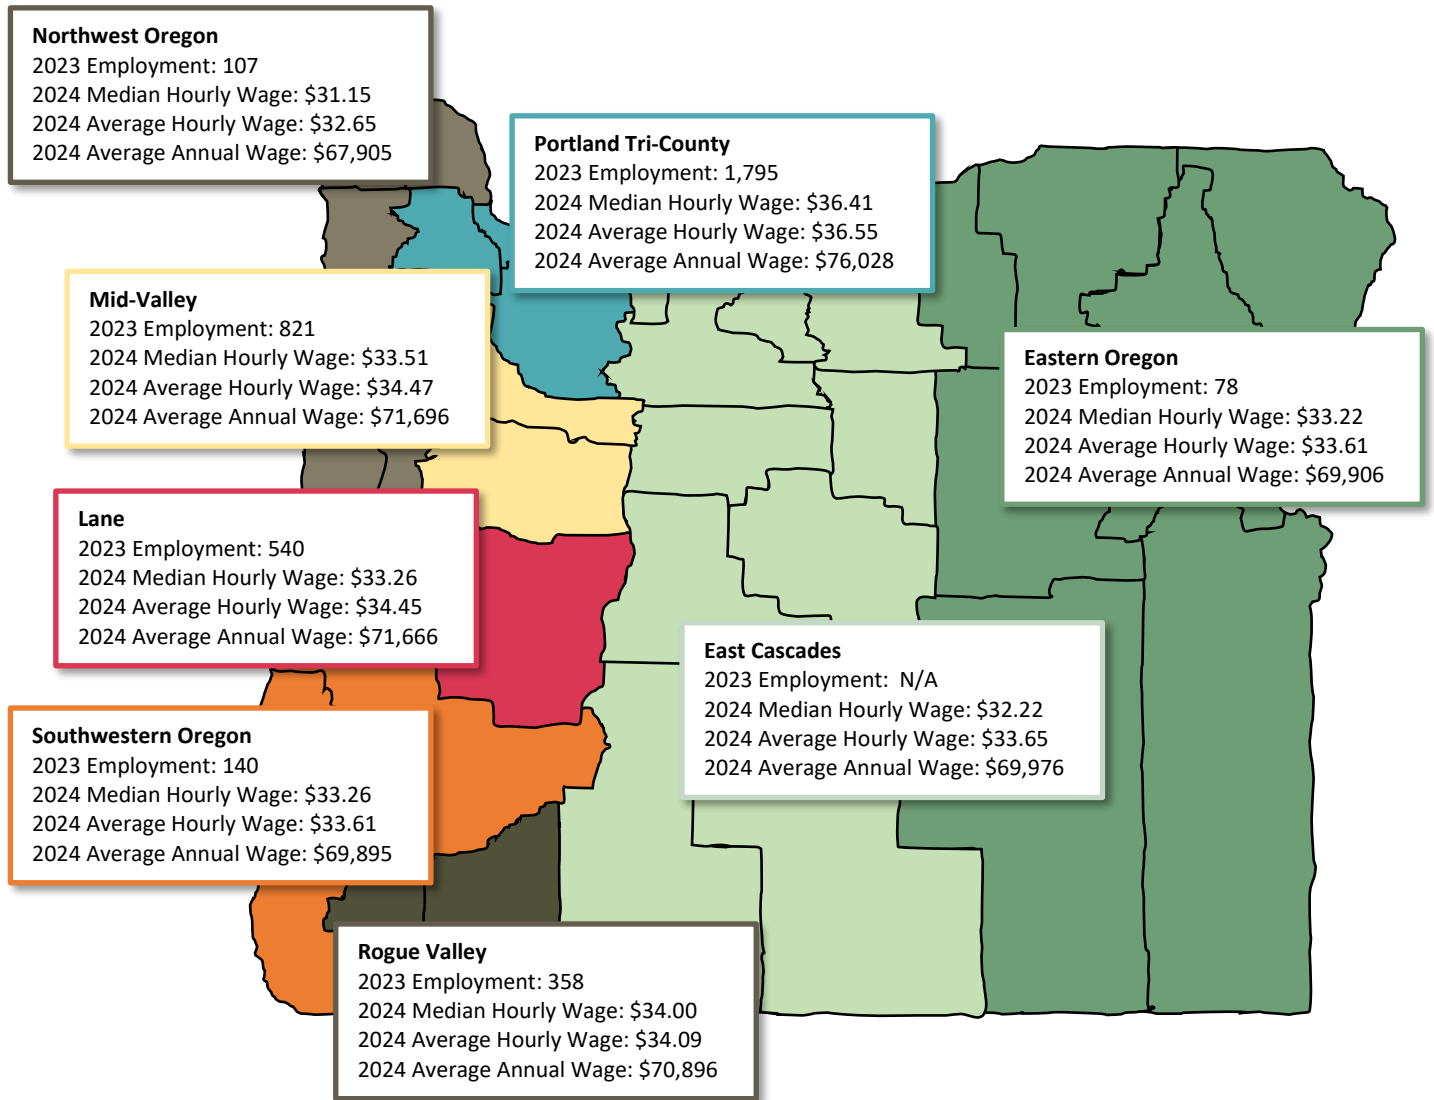 Northwest Oregon
2023 Employment: 107
2024 Median Hourly Wage: $31.15
2024 Average Hourly Wage: $32.65
2024 Average Annual Wage: $67,905
Portland Tri-County
2023 Employment: 1,795
2024 Median Hourly Wage: $36.41
2024 Average Hourly Wage: $36.55
2024 Average Annual Wage: $76,028
Mid-Valley
2023 Employment: 821
2024 Median Hourly Wage: $33.51
2024 Average Hourly Wage: $34.47
2024 Average Annual Wage: $71,696
Eastern Oregon
2023 Employment: 78
2024 Median Hourly Wage: $33.22
2024 Average Hourly Wage: $33.61
2024 Average Annual Wage: $69,906
Lane
2023 Employment: 540
2024 Median Hourly Wage: $33.26
2024 Average Hourly Wage: $34.45
2024 Average Annual Wage: $71,666
East Cascades
2023 Employment:  N/A
2024 Median Hourly Wage: $32.22
2024 Average Hourly Wage: $33.65
2024 Average Annual Wage: $69,976
Southwestern Oregon
2023 Employment: 140
2024 Median Hourly Wage: $33.26
2024 Average Hourly Wage: $33.61
2024 Average Annual Wage: $69,895
Rogue Valley
2023 Employment: 358
2024 Median Hourly Wage: $34.00
2024 Average Hourly Wage: $34.09
2024 Average Annual Wage: $70,896